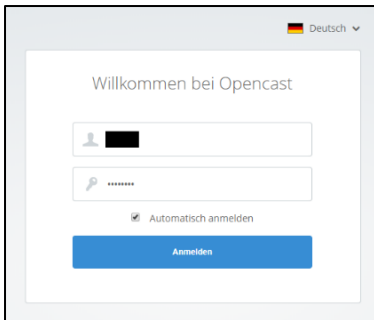 Deutsch
Willkommen bei Opencast
........
Automatisch anmelden
Anmelden